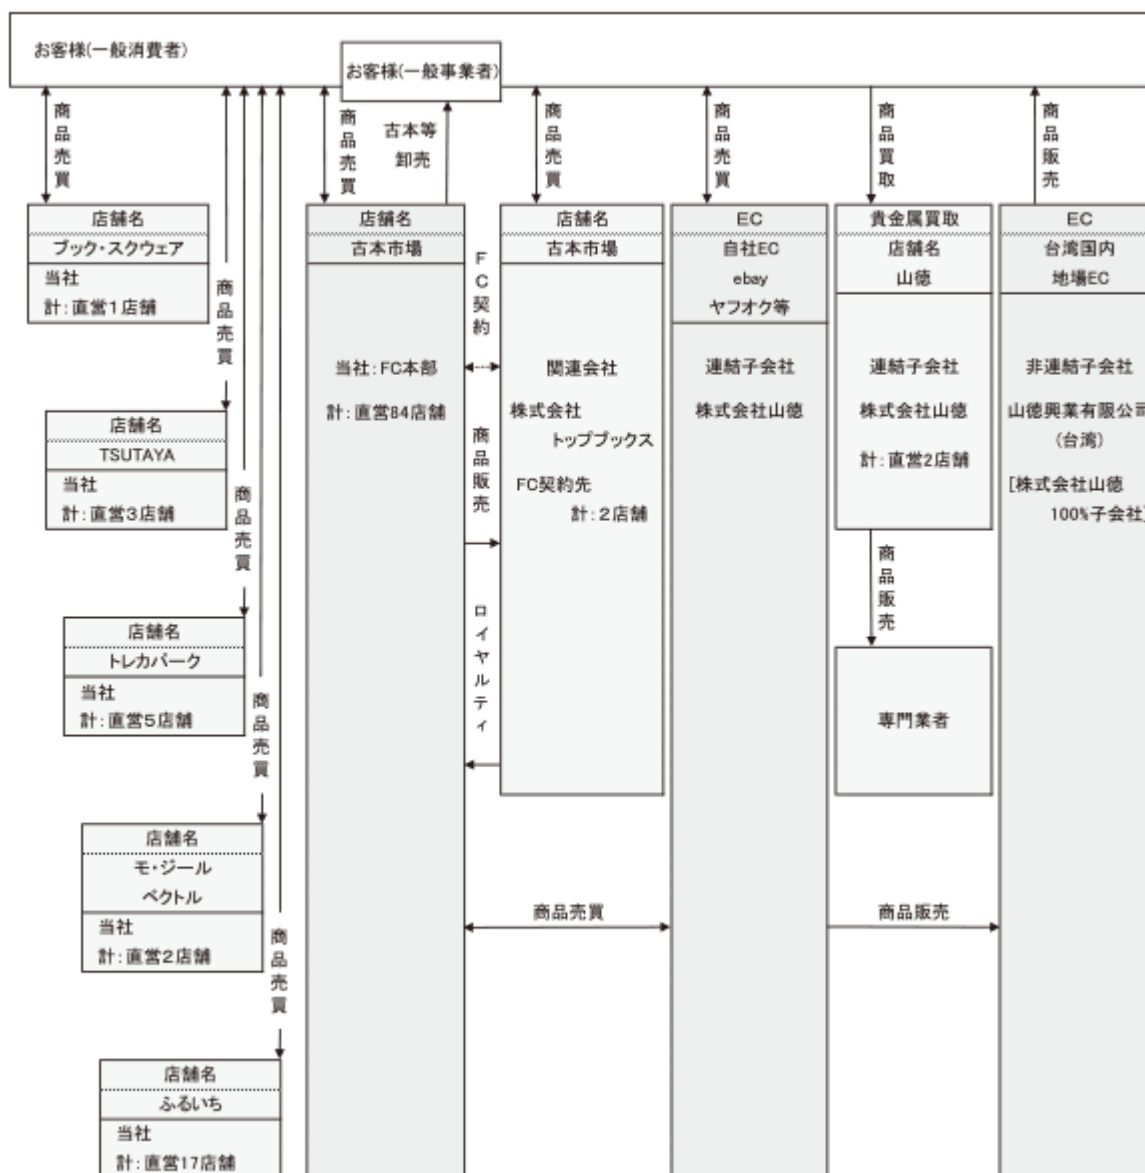 お客様(一般消費者)
お客様(一般事業者)
商品売買
商品売買
古本等
卸売
商品売買
商品売買
商品買取
商品販売
店舗名
ブック・スクウェア
当社
計:直営1店舗
商品売買
店舗名
TSUTAYA
当社
計:直営3店舗
商品売買
店舗名
トレカパーク
当社
計:直営5店舗
商品売買
店舗名
モ・ジール
ベクトル
当社
計:直営2店舗
商品売買
店舗名
ふるいち
当社
計:直営17店舗
店舗名
古本市場
当社:FC本部
計:直営84店舗
FC契約
商品販売
ロイヤルティ
店舗名
古本市場
関連会社
株式会社
トップブックス
FC契約先
計:2店舗
商品売買
EC
自社EC
ebay
ヤフオク等
連結子会社
株式会社山徳
商品販売
貴金属買取
店舗名
山徳
連結子会社
株式会社山徳
計:直営2店舗
商品販売
専門業者
EC
台湾国内
地場EC
非連結子会社
山徳興業有限公司
(台湾)
[株式会社山徳
100%子会社]